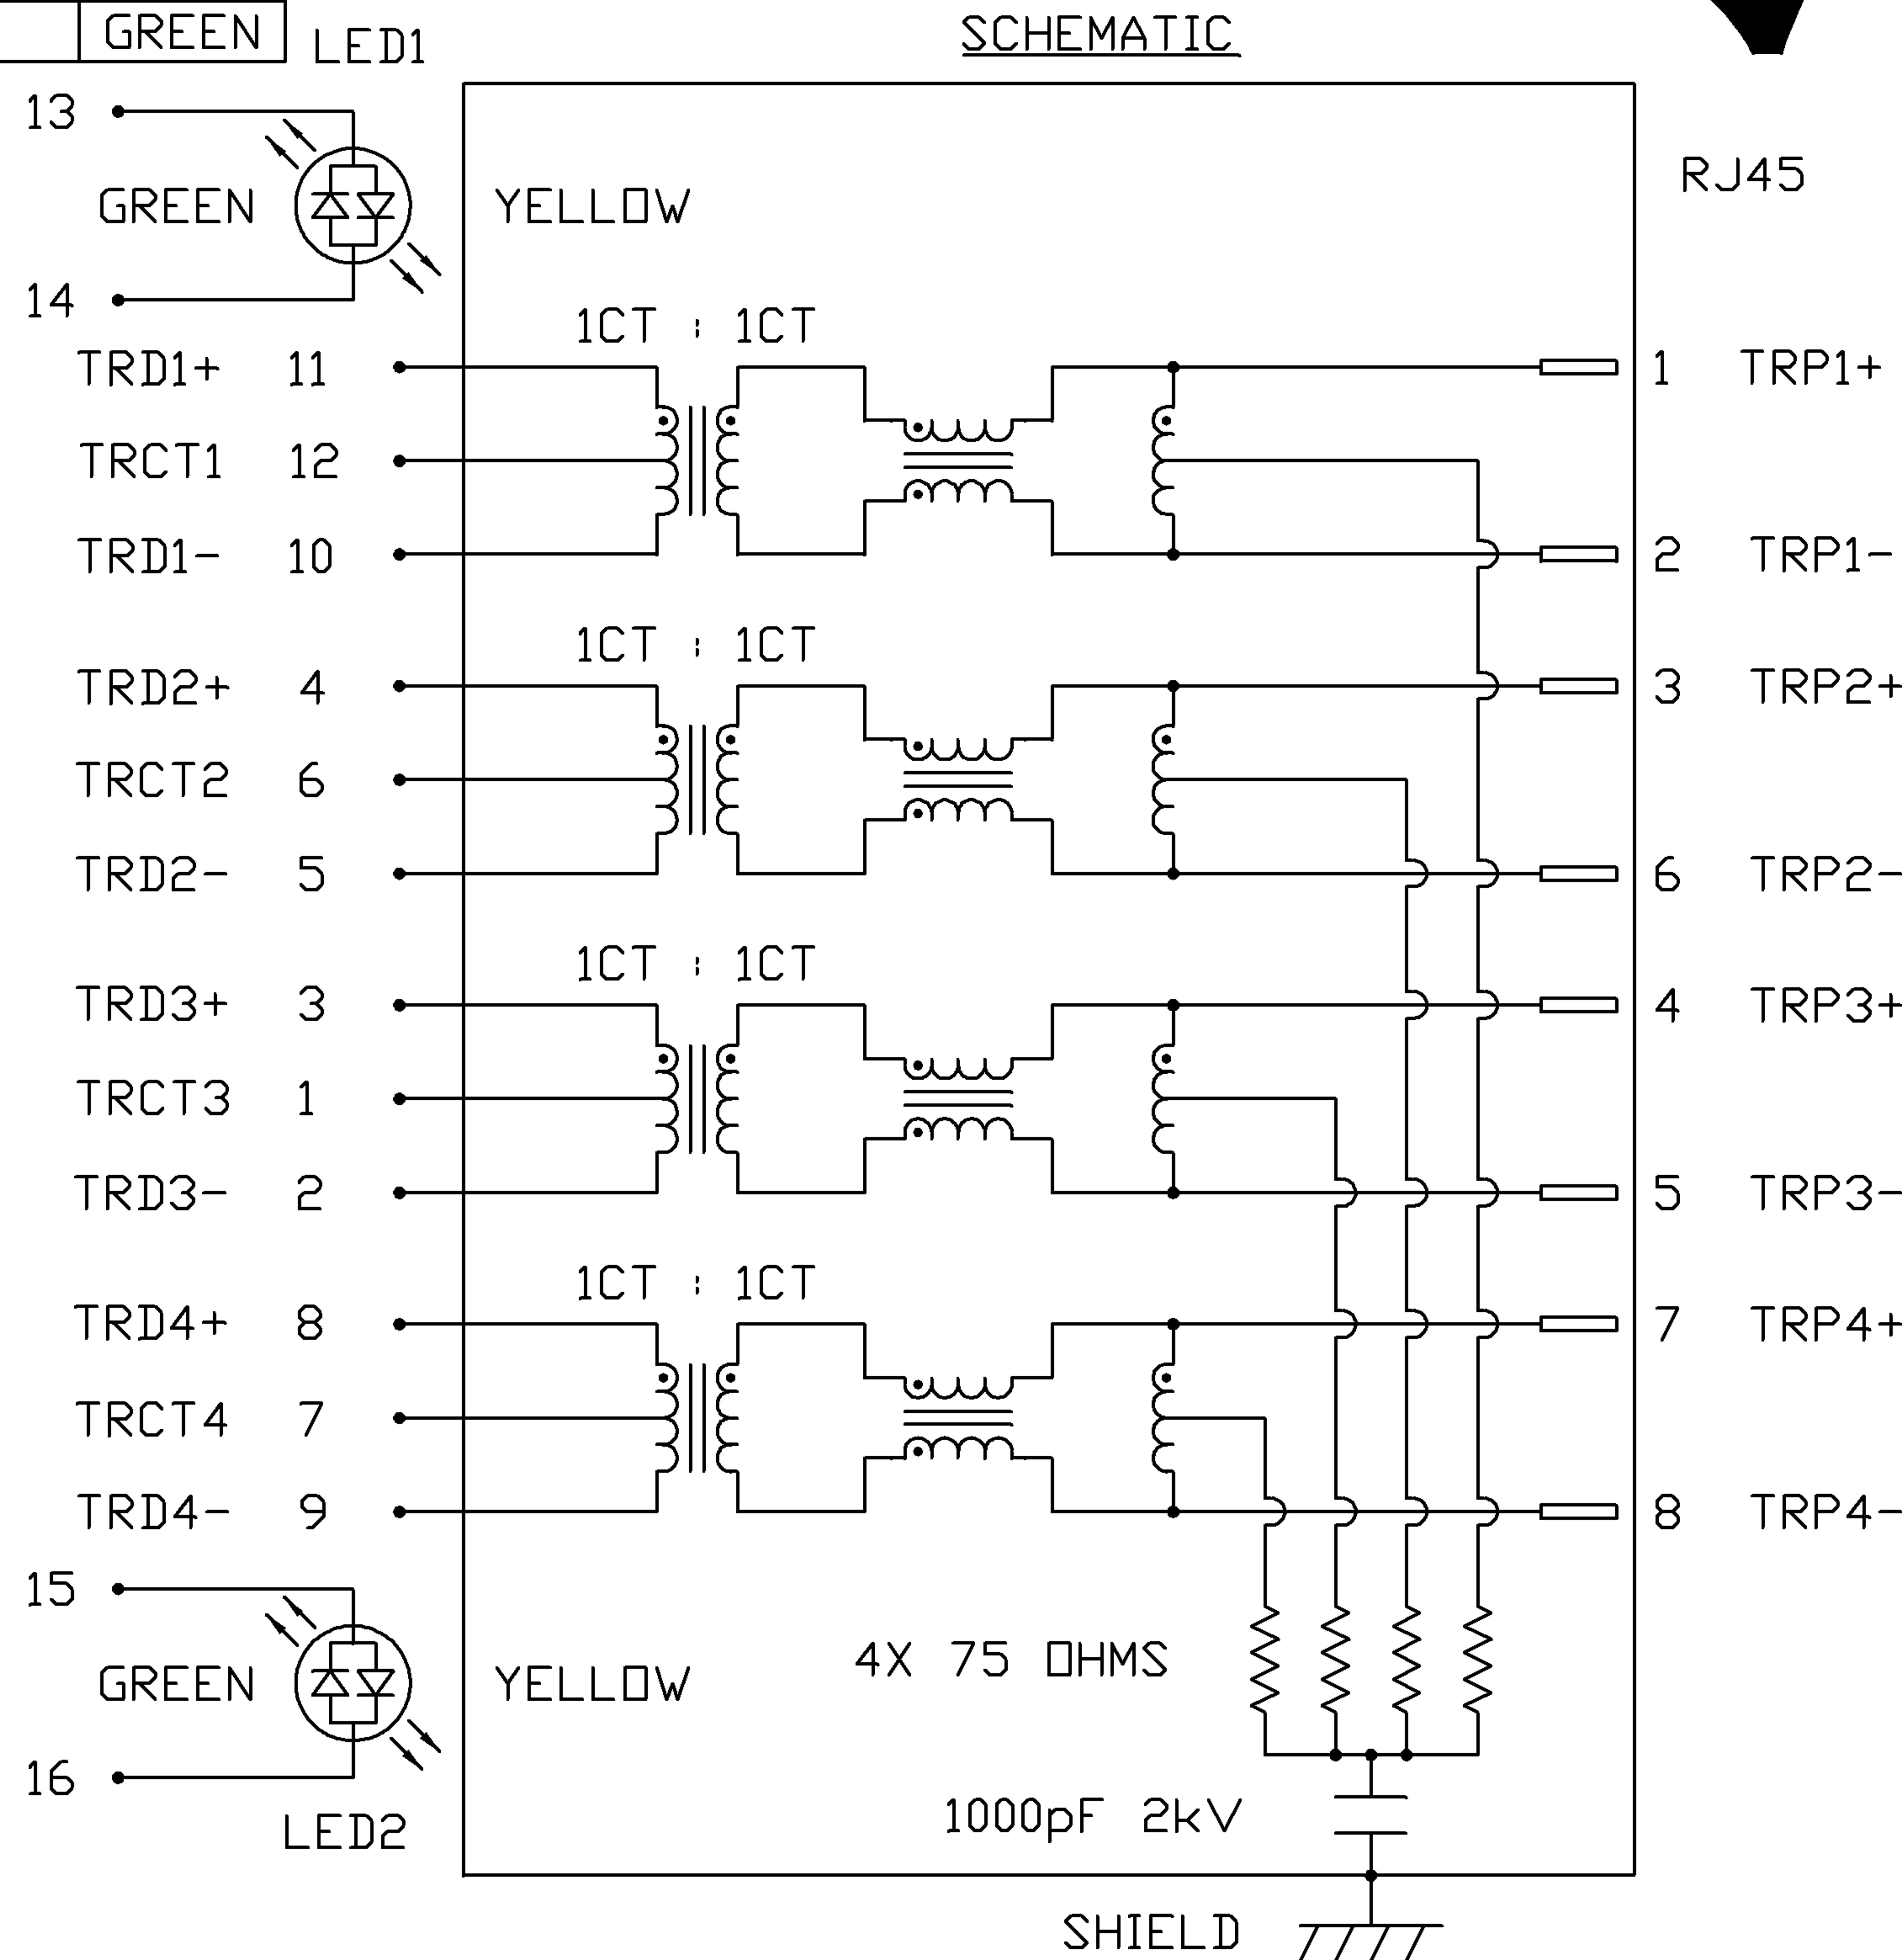 GREEN LED1 SCHEMATIC
13
RJ45
GREEN YELLOW
14
1CT : 1CT
TRD1+ 11 1 TRP1+
TRCT1 12
TRD1- 10 2 TRP1-
1CT : 1CT
TRD2+ 4 3 TRP2+
TRCT2 6
TRD2- 5 6 TRP2-
1CT : 1CT
TRD3+ 3 4 TRP3+
TRCT3 1
TRD3- 2 5 TRP3-
1CT : 1CT
TRD4+ 8 7 TRP4+
TRCT4 7
TRD4- 9 8 TRP4-
15
GREEN YELLOW 4X 75 OHMS
16
1000pF 2kV
LED2
SHIELD